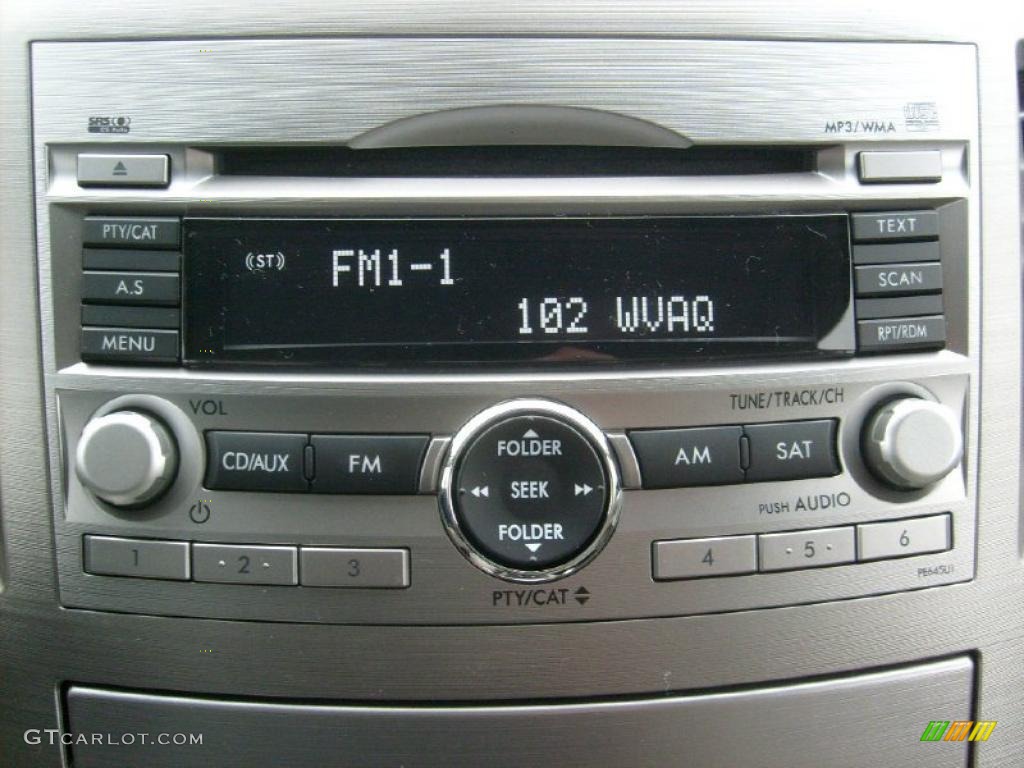 SRS
MP3/WMA
PTY/CAT
TEXT
(ST) FM1-1
A.S
SCAN
102 WVAQ
MENU
RPT/RDM
VOL
TUNE/TRACK/CH
FOLDER
CD/AUX FM
AM SAT
SEEK
FOLDER
PUSH AUDIO
1 ·2· 3
4 ·5· 6
PE645U1
PTY/CAT
GTCARLOT.COM